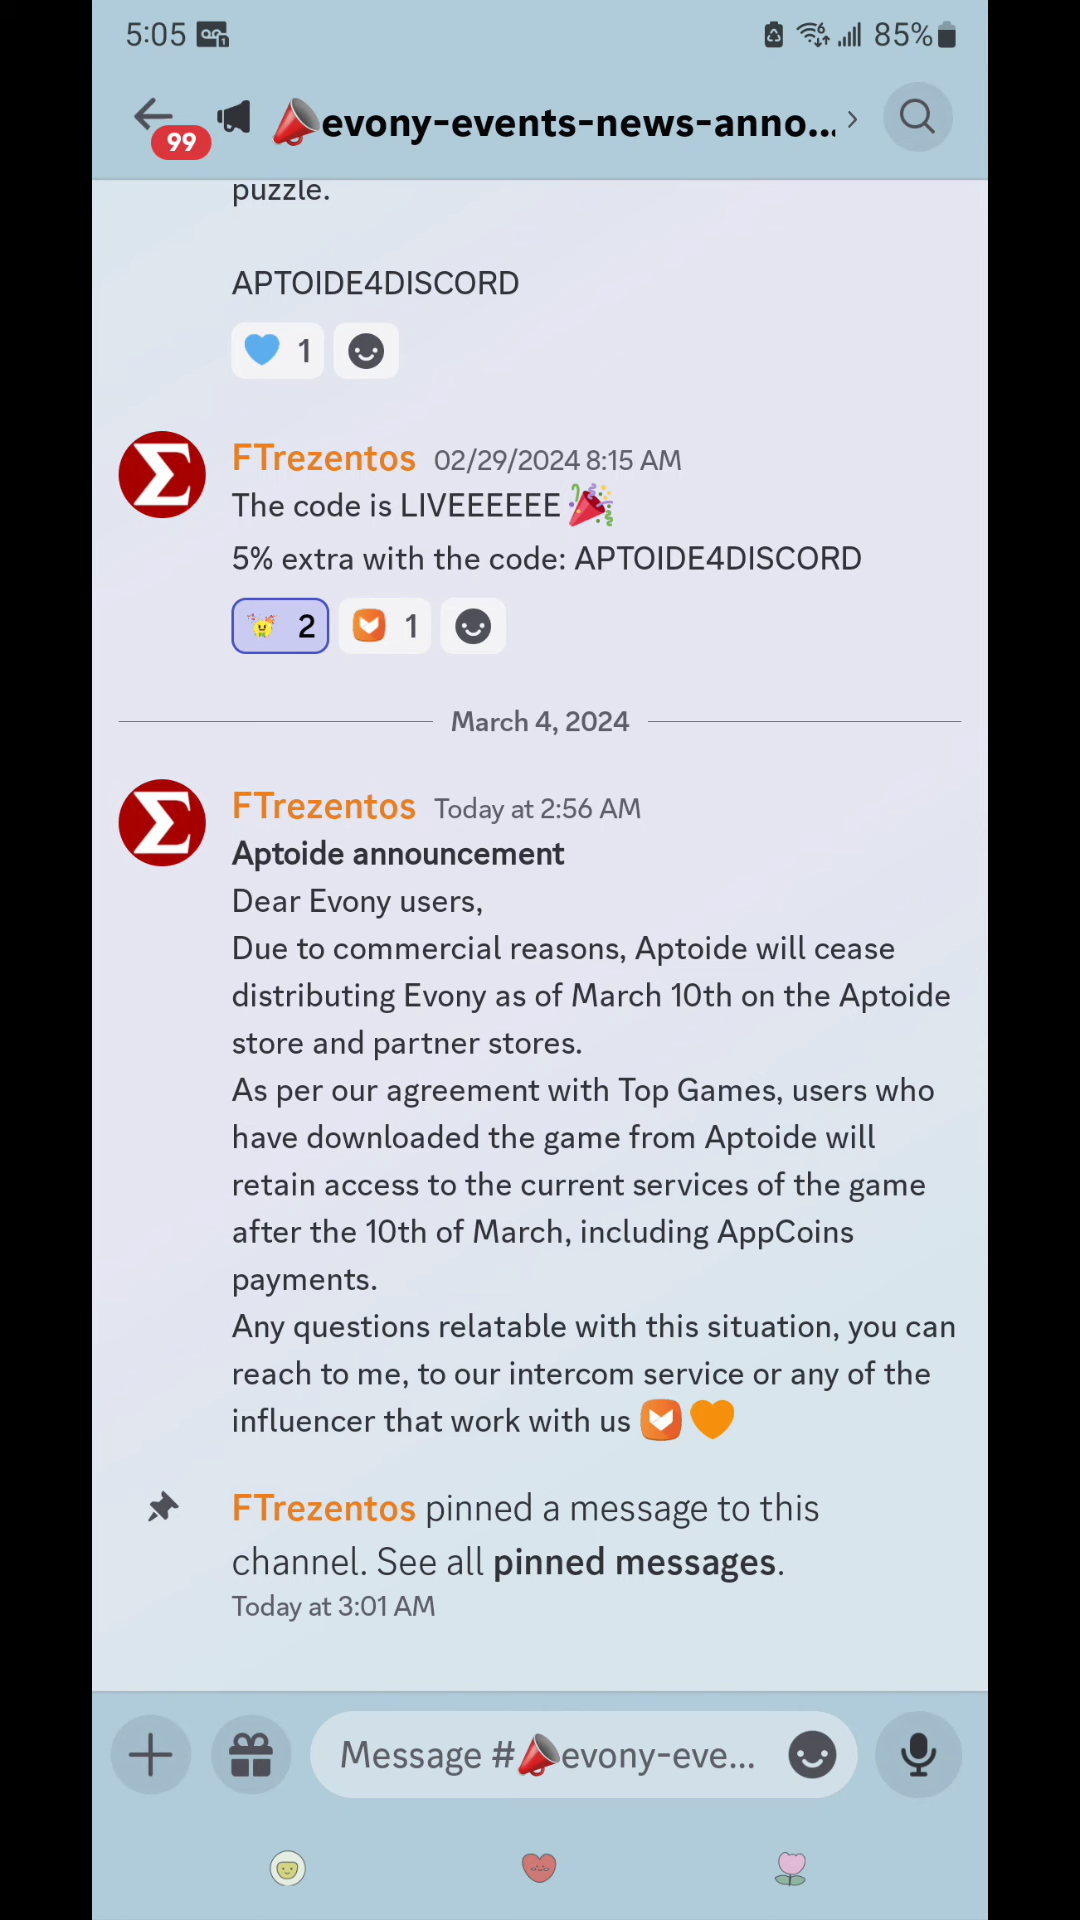 5:05
85%
99
evony-events-news-anno...
puzzle.
APTOIDE4DISCORD
1
FTrezentos 02/29/2024 8:15 AM
The code is LIVEEEEEE
5% extra with the code: APTOIDE4DISCORD
2 1
March 4, 2024
FTrezentos Today at 2:56 AM
Aptoide announcement
Dear Evony users,
Due to commercial reasons, Aptoide will cease
distributing Evony as of March 10th on the Aptoide
store and partner stores.
As per our agreement with Top Games, users who
have downloaded the game from Aptoide will
retain access to the current services of the game
after the 10th of March, including AppCoins
payments.
Any questions relatable with this situation, you can
reach to me, to our intercom service or any of the
influencer that work with us
FTrezentos pinned a message to this
channel. See all pinned messages.
Today at 3:01 AM
Message #evony-eve...